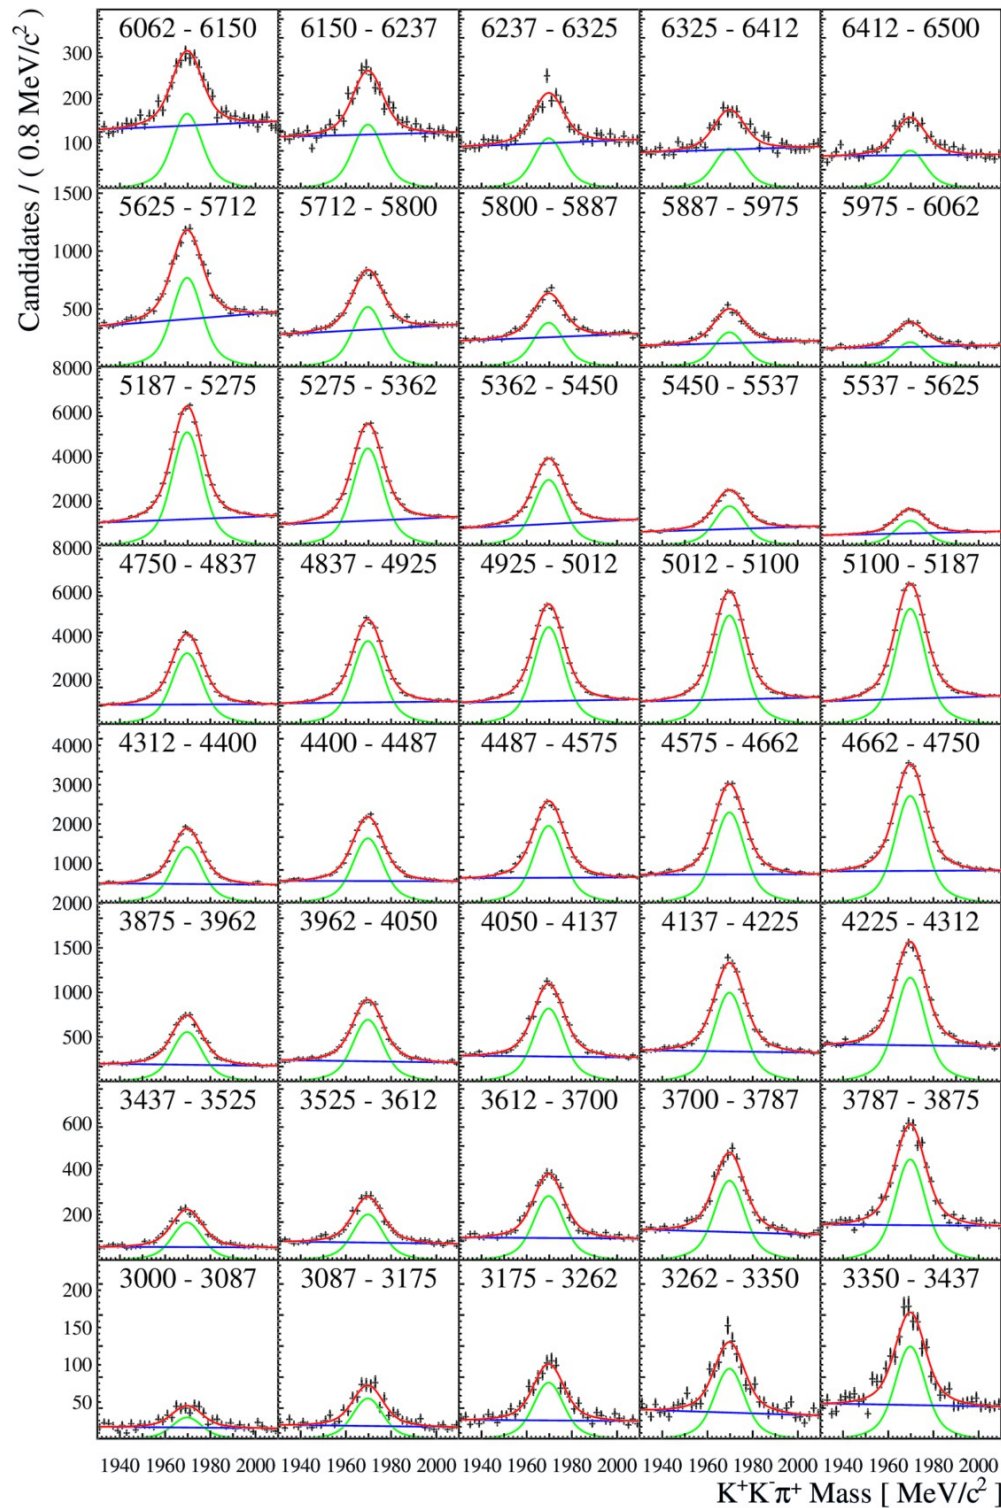 Candidates / ( 0.8 MeV/c²)
300
200
100
6062 - 6150
6150 - 6237
6237 - 6325
6325 - 6412
6412 - 6500
1500
1000
500
5625 - 5712
5712 - 5800
5800 - 5887
5887 - 5975
5975 - 6062
8000
6000
4000
2000
5187 - 5275
5275 - 5362
5362 - 5450
5450 - 5537
5537 - 5625
8000
6000
4000
2000
4750 - 4837
4837 - 4925
4925 - 5012
5012 - 5100
5100 - 5187
4000
3000
2000
1000
4312 - 4400
4400 - 4487
4487 - 4575
4575 - 4662
4662 - 4750
2000
1500
1000
500
3875 - 3962
3962 - 4050
4050 - 4137
4137 - 4225
4225 - 4312
600
400
200
3437 - 3525
3525 - 3612
3612 - 3700
3700 - 3787
3787 - 3875
200
150
100
50
3000 - 3087
3087 - 3175
3175 - 3262
3262 - 3350
3350 - 3437
1940 1960 1980 2000 1940 1960 1980 2000 1940 1960 1980 2000 1940 1960 1980 2000 1940 1960 1980 2000
K⁺K⁻π⁺ Mass [ MeV/c² ]